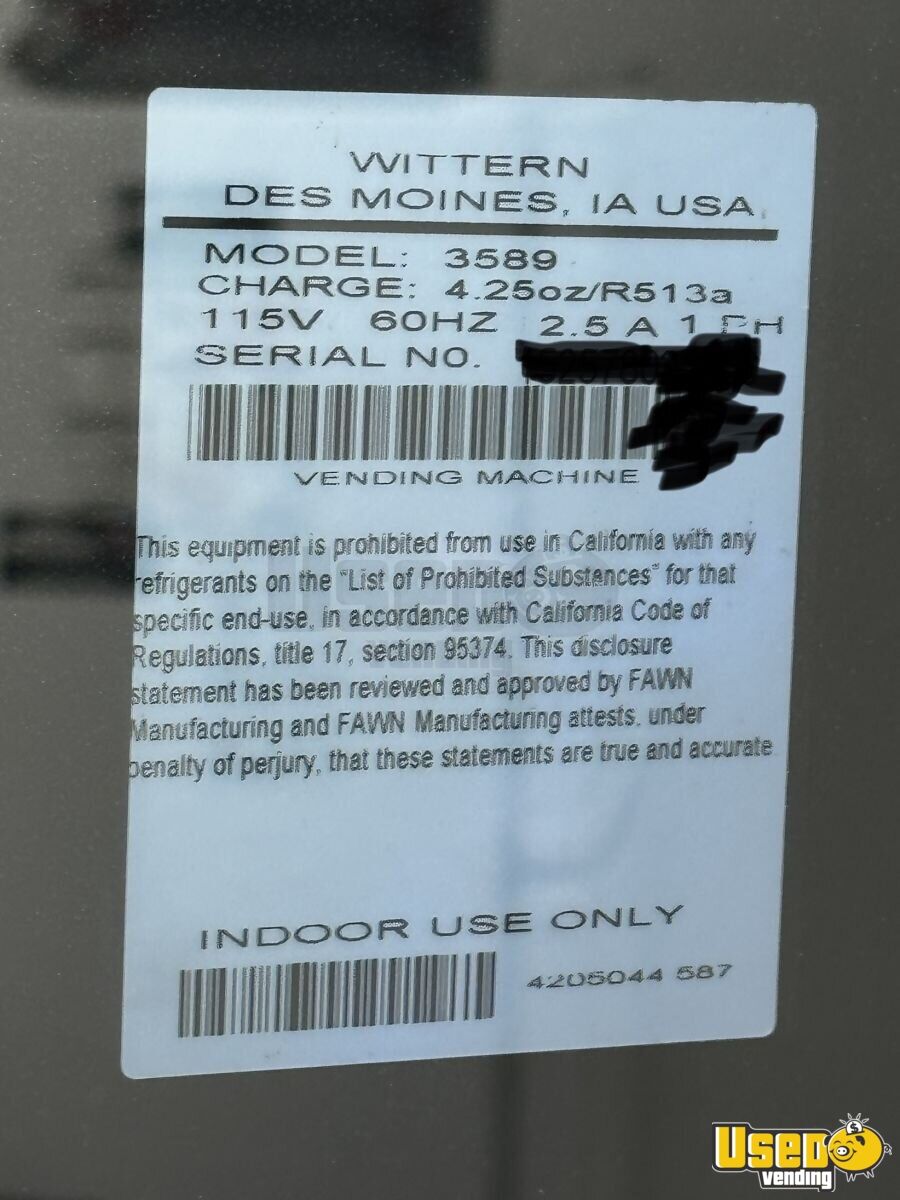 WITTERN
DES MOINES, IA USA.
MODEL: 3589
CHARGE: 4.25oz/R513a
115V 60HZ 2.5 A 1 PH
SERIAL NO.
VENDING MACHINE
This equipment is prohibited from use in California with any
refrigerants on the "List of Prohibited Substances" for that
specific end-use, in accordance with California Code of
Regulations, title 17, section 95374. This disclosure
statement has been reviewed and approved by FAWN
Manufacturing and FAWN Manufacturing attests, under
penalty of perjury, that these statements are true and accurate
INDOOR USE ONLY
4205044 587
USED
vending